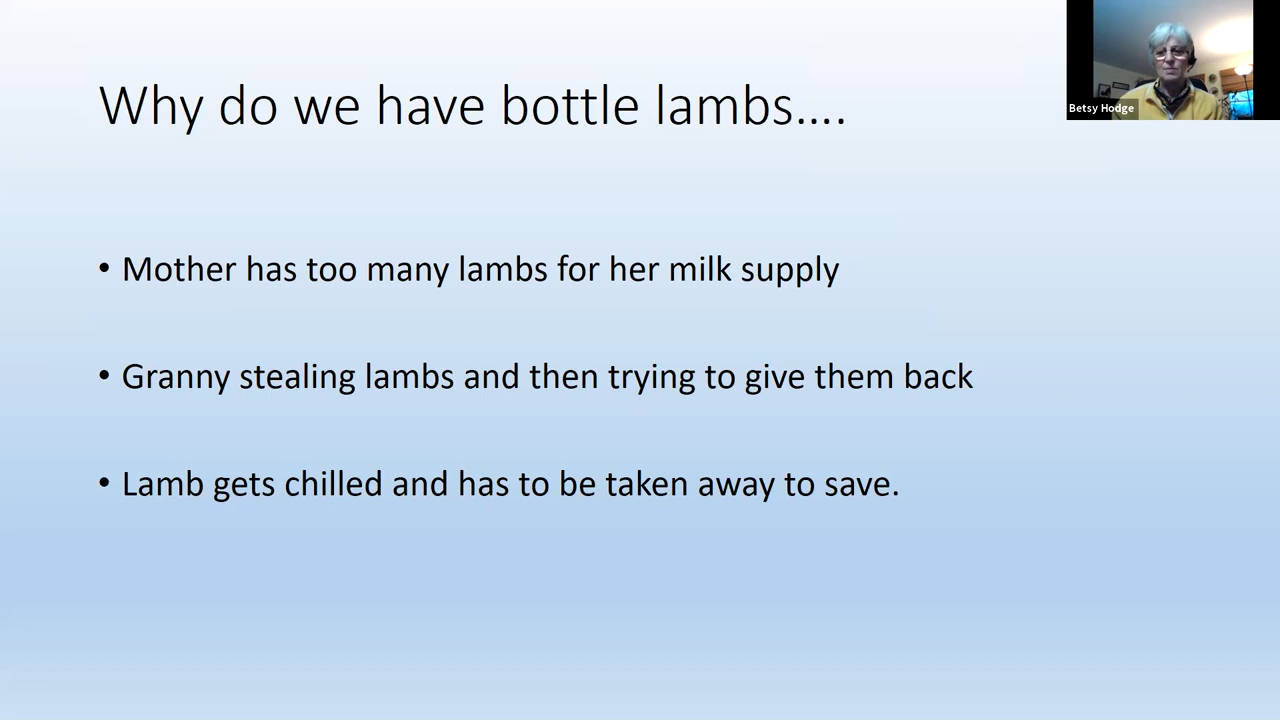 Why do we have bottle lambs….
Betsy Hodge
• Mother has too many lambs for her milk supply
• Granny stealing lambs and then trying to give them back
• Lamb gets chilled and has to be taken away to save.